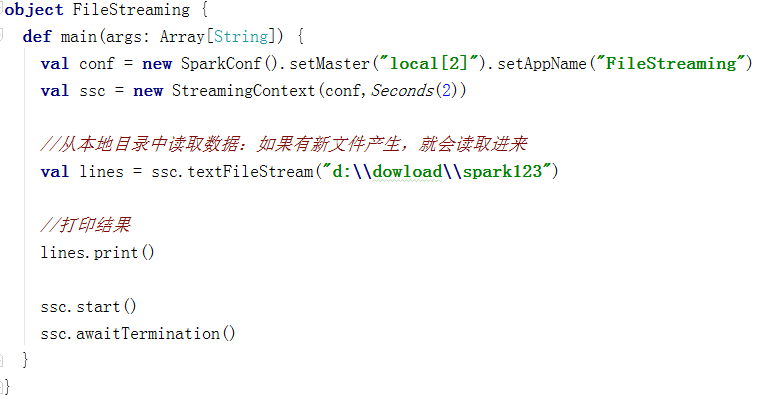 object FileStreaming {
def main(args: Array[String]) {
val conf = new SparkConf().setMaster("local[2]").setAppName("FileStreaming")
val ssc = new StreamingContext(conf,Seconds(2))
//从本地目录中读取数据：如果有新文件产生，就会读取进来
val lines = ssc.textFileStream("d:\\dowload\\spark123")
//打印结果
lines.print()
ssc.start()
ssc.awaitTermination()
}
}